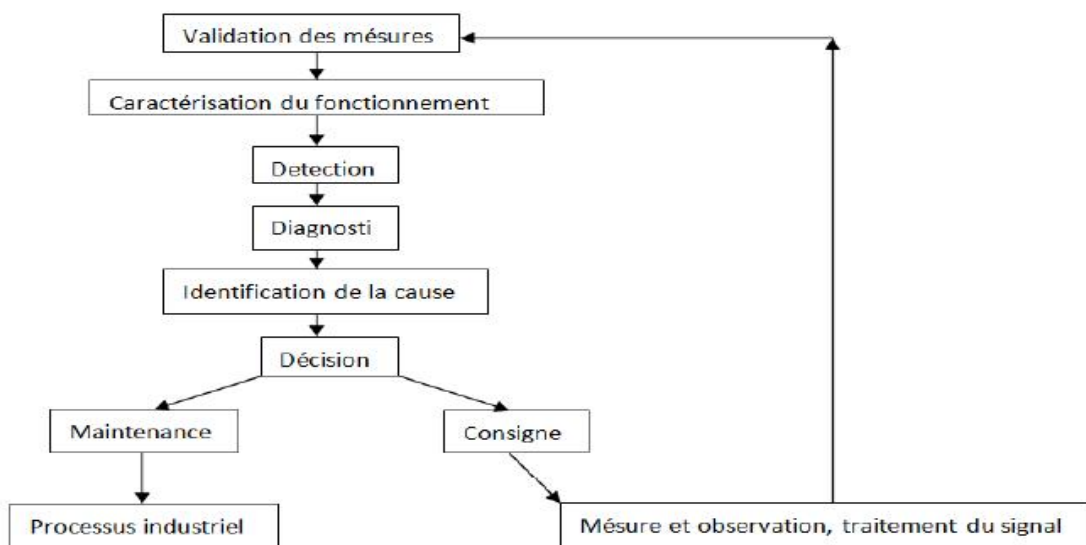 Validation des mésures
Caractérisation du fonctionnement
Detection
Diagnosti
Identification de la cause
Décision
Maintenance
Consigne
Processus industriel
Mésure et observation, traitement du signal